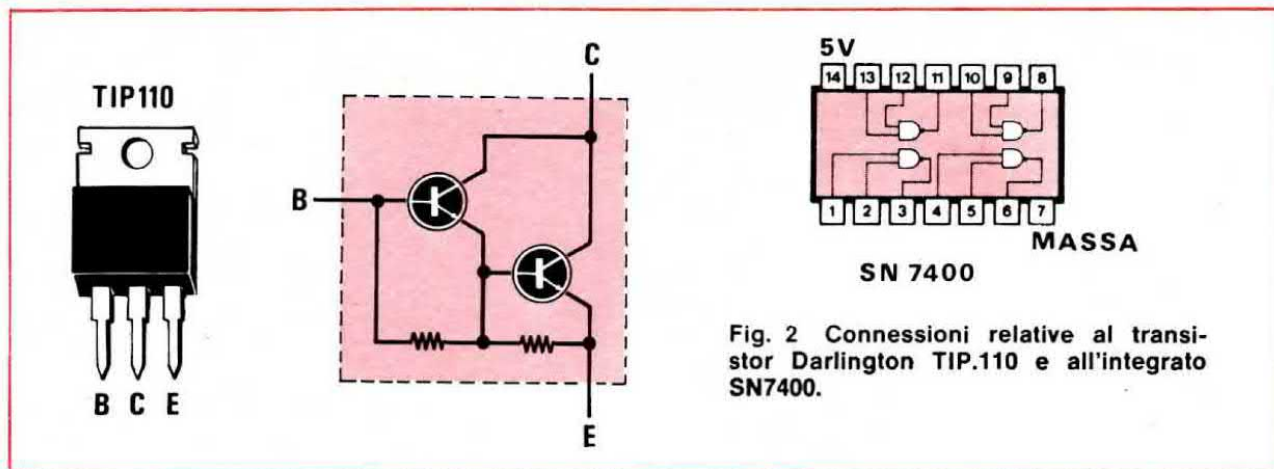 TIP110
B C E
C
B
E
5V
14 13 12 11 10 9 8
1 2 3 4 5 6 7
MASSA
SN 7400
Fig. 2 Connessioni relative al transi-
stor Darlington TIP.110 e all'integrato
SN7400.